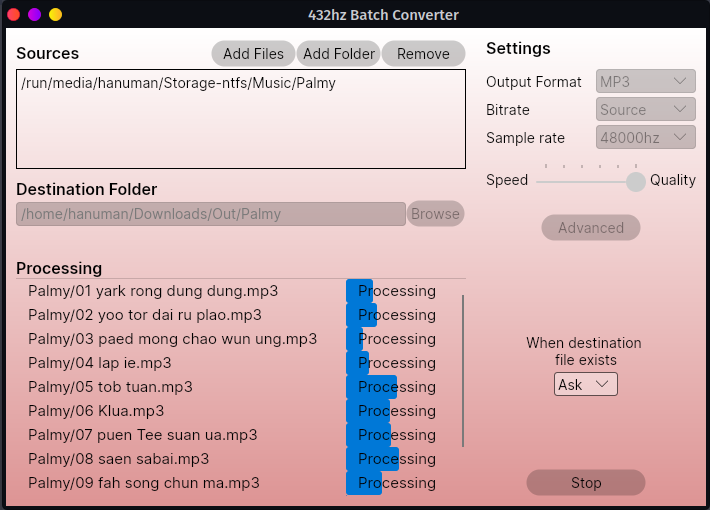 432hz Batch Converter
Sources
Add Files
Add Folder
Remove
/run/media/hanuman/Storage-ntfs/Music/Palmy
Destination Folder
/home/hanuman/Downloads/Out/Palmy
Browse
Processing
Palmy/01 yark rong dung dung.mp3 Processing
Palmy/02 yoo tor dai ru plao.mp3 Processing
Palmy/03 paed mong chao wun ung.mp3 Processing
Palmy/04 lap ie.mp3 Processing
Palmy/05 tob tuan.mp3 Processing
Palmy/06 Klua.mp3 Processing
Palmy/07 puen Tee suan ua.mp3 Processing
Palmy/08 saen sabai.mp3 Processing
Palmy/09 fah song chun ma.mp3 Processing
Settings
Output Format MP3
Bitrate Source
Sample rate 48000hz
Speed Quality
Advanced
When destination
file exists
Ask
Stop